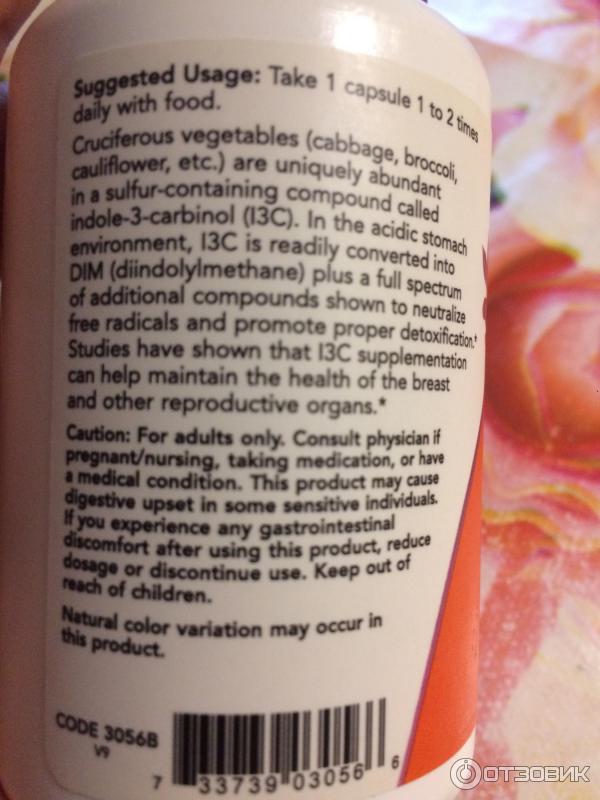 Suggested Usage: Take 1 capsule 1 to 2 times
daily with food.
Cruciferous vegetables (cabbage, broccoli,
cauliflower, etc.) are uniquely abundant
in a sulfur-containing compound called
indole-3-carbinol (I3C). In the acidic stomach
environment, I3C is readily converted into
DIM (diindolylmethane) plus a full spectrum
of additional compounds shown to neutralize
free radicals and promote proper detoxification.*
Studies have shown that I3C supplementation
can help maintain the health of the breast
and other reproductive organs.*
Caution: For adults only. Consult physician if
pregnant/nursing, taking medication, or have
a medical condition. This product may cause
digestive upset in some sensitive individuals.
If you experience any gastrointestinal
discomfort after using this product, reduce
dosage or discontinue use. Keep out of
reach of children.
Natural color variation may occur in
this product.
CODE 3056B
V9
7 33739 03056 6
ОТЗОВИК